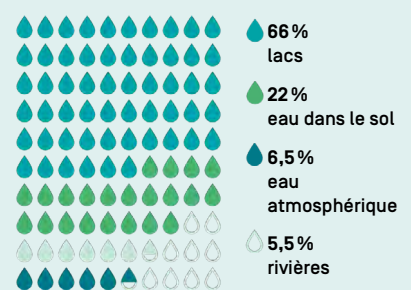 66 %
lacs
22 %
eau dans le sol
6,5 %
eau
atmosphérique
5,5 %
rivières